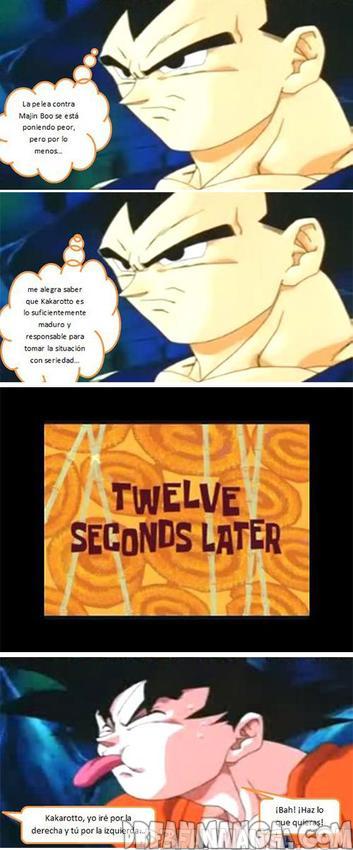 La pelea contra
Majin Boo se está
poniendo peor,
pero por lo
menos...
me alegra saber
que Kakarotto es
lo suficientemente
maduro y
responsable para
tomar la situación
con seriedad...
TWELVE
SECONDS LATER
Kakarotto, yo iré por la
derecha y tú por la izquierda...
¡Bah! ¡Haz lo
que quieras!